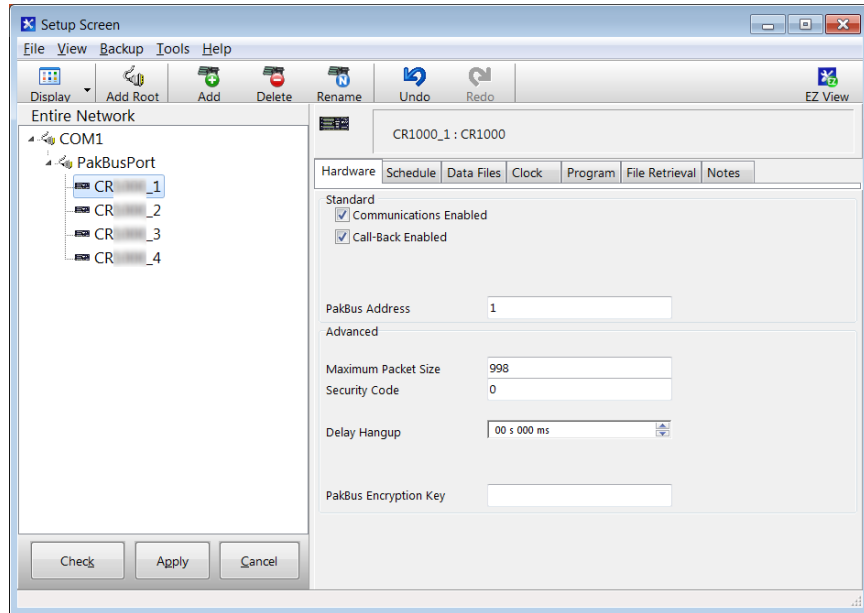 Setup Screen
File View Backup Tools Help
Display Add Root Add Delete Rename Undo Redo EZ View
Entire Network
COM1
PakBusPort
CR _1
CR _2
CR _3
CR _4
Check Apply Cancel
CR1000_1 : CR1000
Hardware Schedule Data Files Clock Program File Retrieval Notes
Standard
Communications Enabled
Call-Back Enabled
PakBus Address 1
Advanced
Maximum Packet Size 998
Security Code 0
Delay Hangup 00 s 000 ms
PakBus Encryption Key